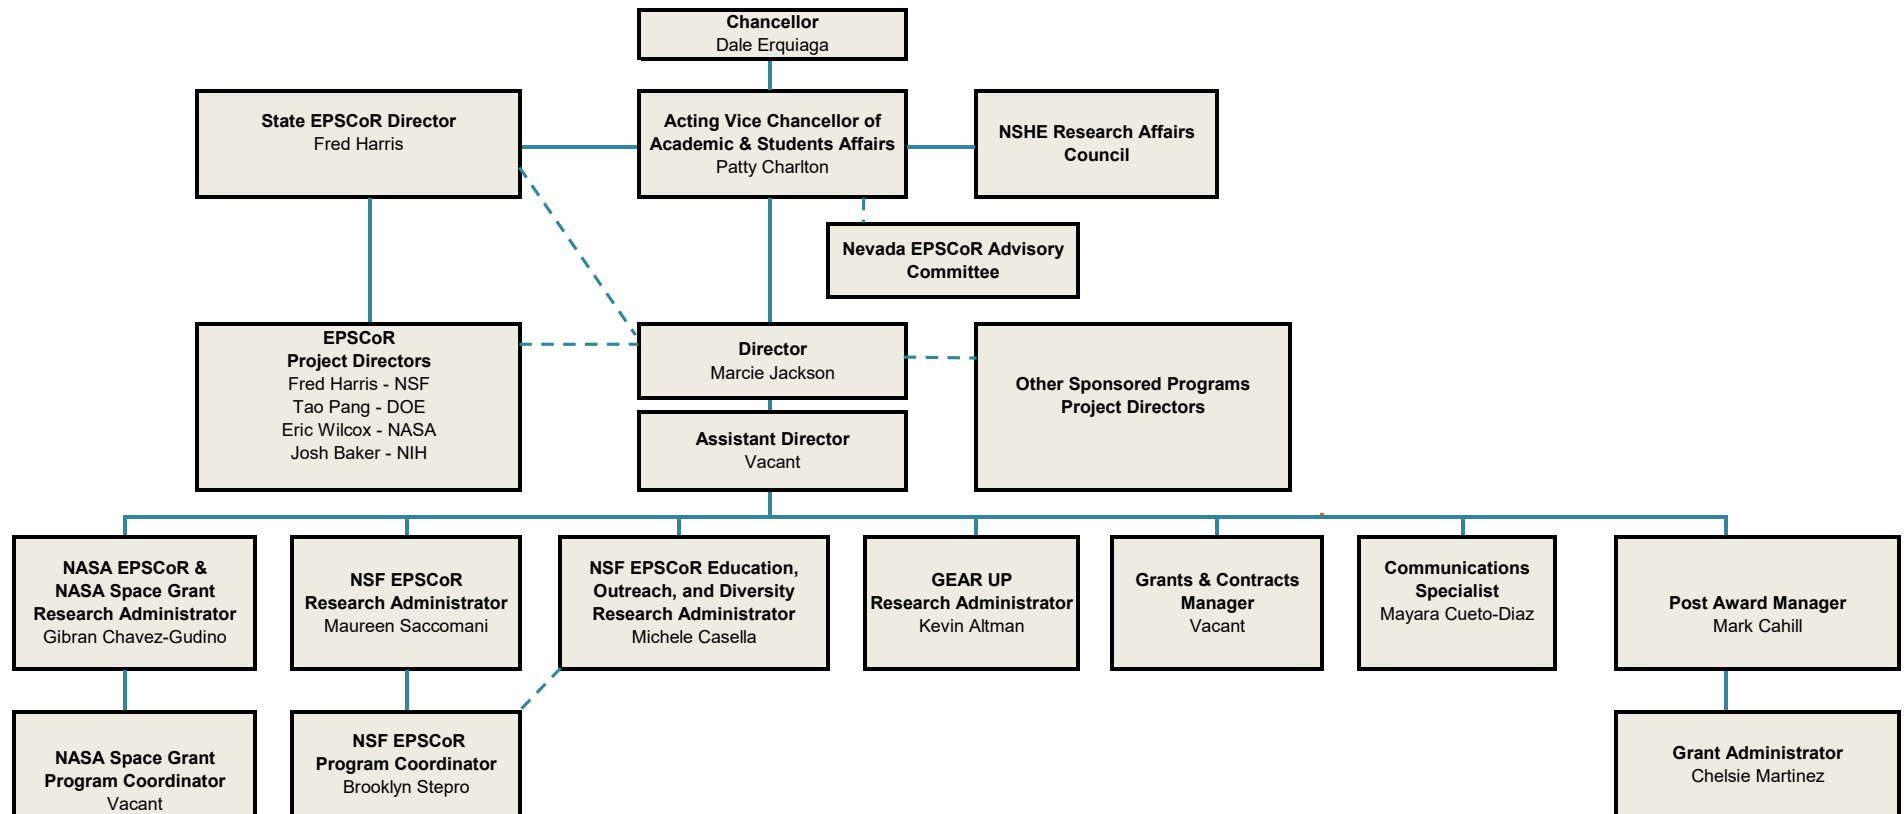 Chancellor
Dale Erquiaga
State EPSCoR Director
Fred Harris
Acting Vice Chancellor of
Academic & Students Affairs
Patty Charlton
NSHE Research Affairs
Council
Nevada EPSCoR Advisory
Committee
EPSCoR
Project Directors
Fred Harris - NSF
Tao Pang - DOE
Eric Wilcox - NASA
Josh Baker - NIH
Director
Marcie Jackson
Assistant Director
Vacant
Other Sponsored Programs
Project Directors
NASA EPSCoR &
NASA Space Grant
Research Administrator
Gibran Chavez-Gudino
NSF EPSCoR
Research Administrator
Maureen Saccomani
NSF EPSCoR Education,
Outreach, and Diversity
Research Administrator
Michele Casella
GEAR UP
Research Administrator
Kevin Altman
Grants & Contracts
Manager
Vacant
Communications
Specialist
Mayara Cueto-Diaz
Post Award Manager
Mark Cahill
NASA Space Grant
Program Coordinator
Vacant
NSF EPSCoR
Program Coordinator
Brooklyn Stepro
Grant Administrator
Chelsie Martinez